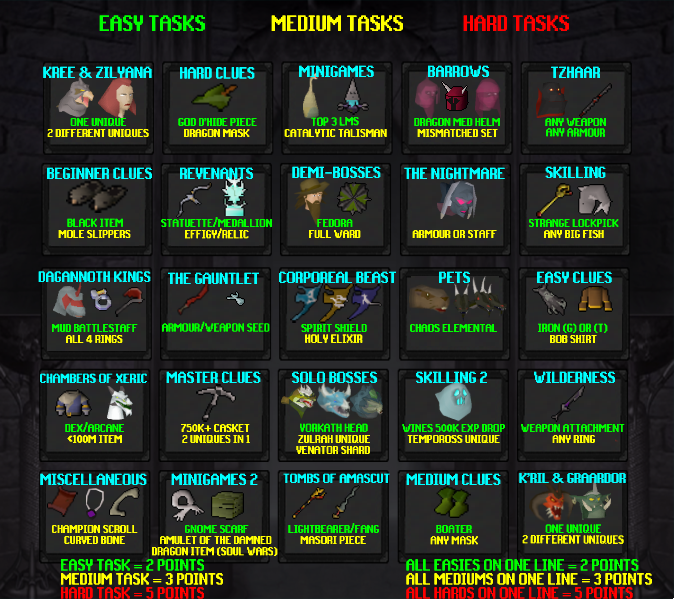 EASY TASKS MEDIUM TASKS HARD TASKS
KREE & ZILYANA
ONE UNIQUE
2 DIFFERENT UNIQUES
HARD CLUES
GOD D'HIDE PIECE
DRAGON MASK
MINIGAMES
TOP 3 LMS
CATALYTIC TALISMAN
BARROWS
DRAGON MED HELM
MISMATCHED SET
TZHAAR
ANY WEAPON
ANY ARMOUR
BEGINNER CLUES
BLACK ITEM
MOLE SLIPPERS
REVENANTS
STATUETTE/MEDALLION
EFFIGY/RELIC
DEMI-BOSSES
FEDORA
FULL WARD
THE NIGHTMARE
ARMOUR OR STAFF
SKILLING
STRANGE LOCKPICK
ANY BIG FISH
DAGANNOTH KINGS
MUD BATTLESTAFF
ALL 4 RINGS
THE GAUNTLET
ARMOUR/WEAPON SEED
CORPOREAL BEAST
SPIRIT SHIELD
HOLY ELIXIR
PETS
CHAOS ELEMENTAL
EASY CLUES
IRON (G) OR (T)
BOB SHIRT
CHAMBERS OF XERIC
DEX/ARCANE
<100M ITEM
MASTER CLUES
750K+ CASKET
2 UNIQUES IN 1
SOLO BOSSES
VORKATH HEAD
ZULRAH UNIQUE
VENATOR SHARD
SKILLING 2
WINES 500K EXP DROP
TEMPOROSS UNIQUE
WILDERNESS
WEAPON ATTACHMENT
ANY RING
MISCELLANEOUS
CHAMPION SCROLL
CURVED BONE
MINIGAMES 2
GNOME SCARF
AMULET OF THE DAMNED
DRAGON ITEM (SOUL WARS)
TOMBS OF AMASCUT
LIGHTBEARER/FANG
MASORI PIECE
MEDIUM CLUES
BOATER
ANY MASK
K'RIL & GRAARDOR
ONE UNIQUE
2 DIFFERENT UNIQUES
EASY TASK = 2 POINTS
MEDIUM TASK = 3 POINTS
HARD TASK = 5 POINTS
ALL EASIES ON ONE LINE = 2 POINTS
ALL MEDIUMS ON ONE LINE = 3 POINTS
ALL HARDS ON ONE LINE = 5 POINTS